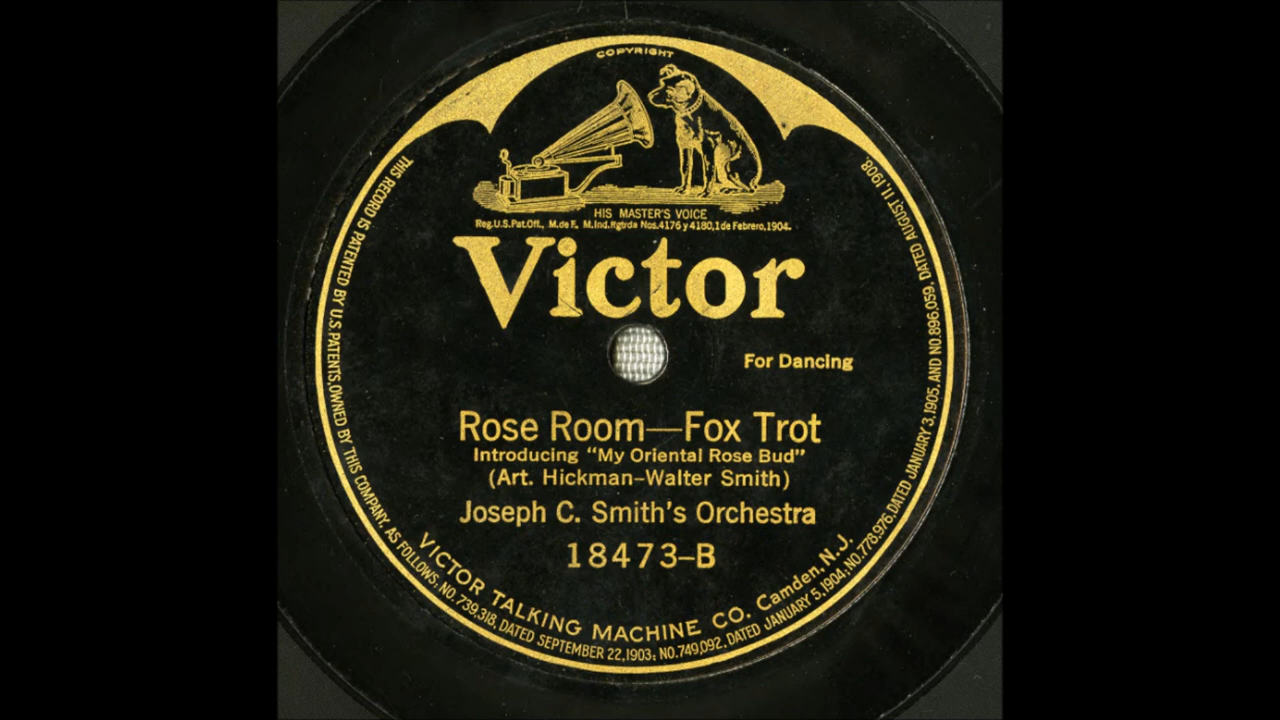 COPYRIGHT
HIS MASTER'S VOICE
Reg.U.S.Pat.Off., M.de F., M.Ind.Rgtrda Nos.4176 y 4180,1 de Febrero,1904.
Victor
For Dancing
Rose Room—Fox Trot
Introducing "My Oriental Rose Bud"
(Art. Hickman-Walter Smith)
Joseph C. Smith's Orchestra
18473-B
VICTOR TALKING MACHINE CO. Camden, N.J.
THIS RECORD IS PATENTED BY U.S. PATENTS, OWNED BY THIS COMPANY, AS FOLLOWS: NO.739,318, DATED SEPTEMBER 22,1903; NO.749,092, DATED JANUARY 5,1904; NO.778,976, DATED JANUARY 3,1905, AND NO.896,059, DATED AUGUST 11,1908.